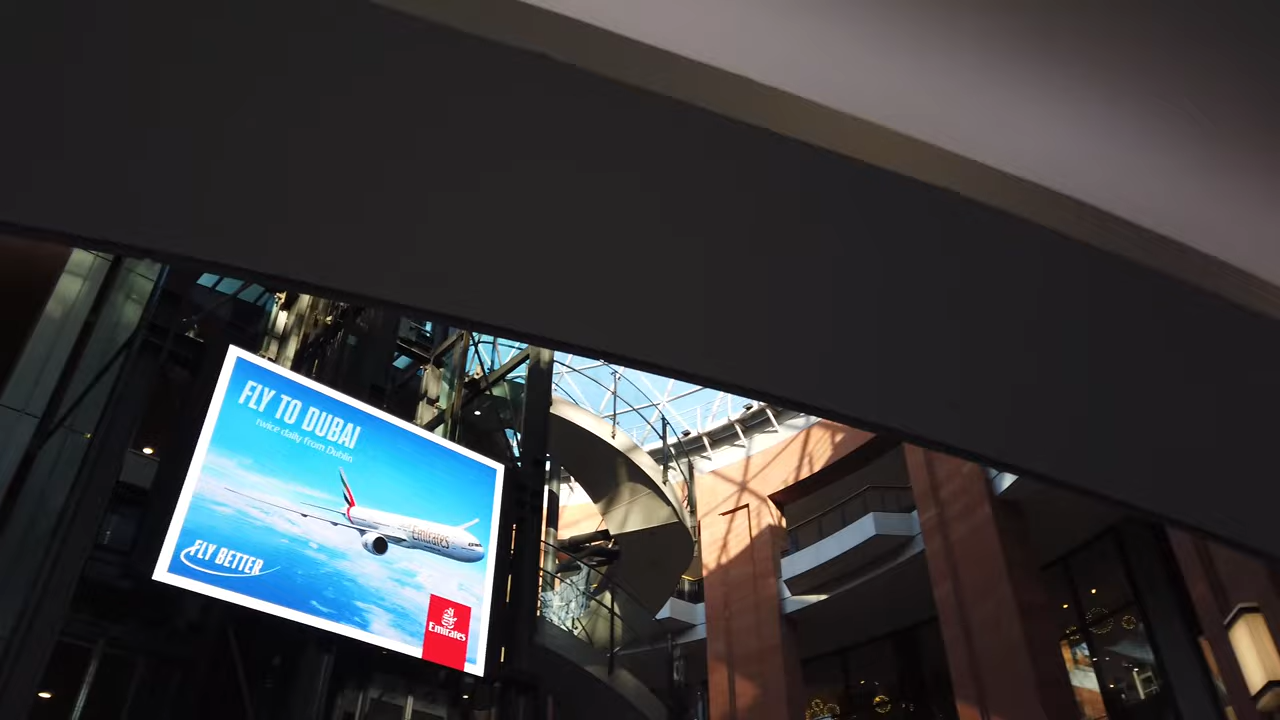 FLY TO DUBAI
twice daily from Dublin
Emirates
FLY BETTER
Emirates